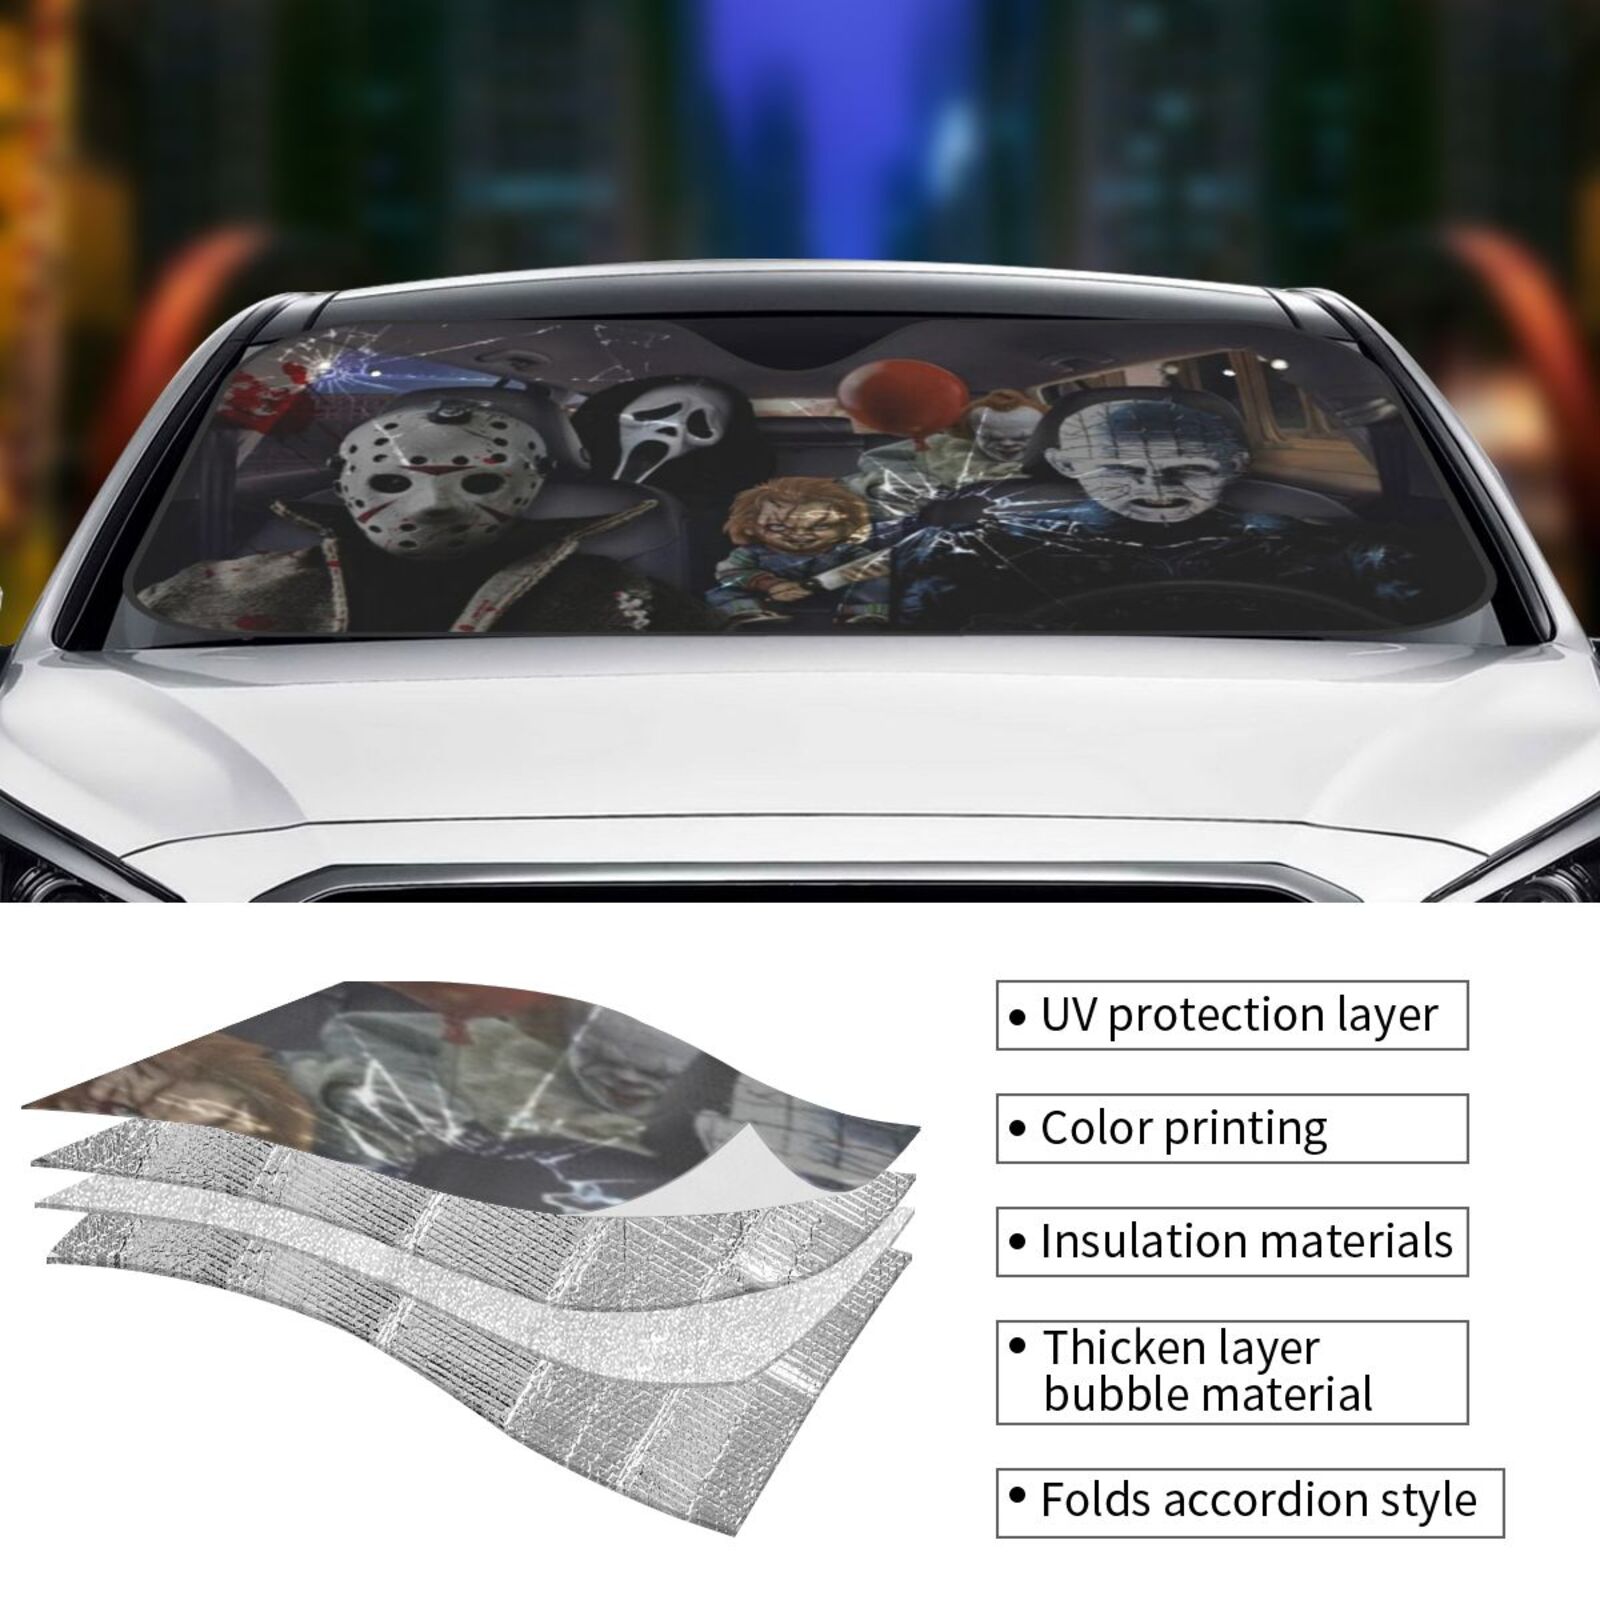 • UV protection layer
• Color printing
• Insulation materials
• Thicken layer
bubble material
• Folds accordion style